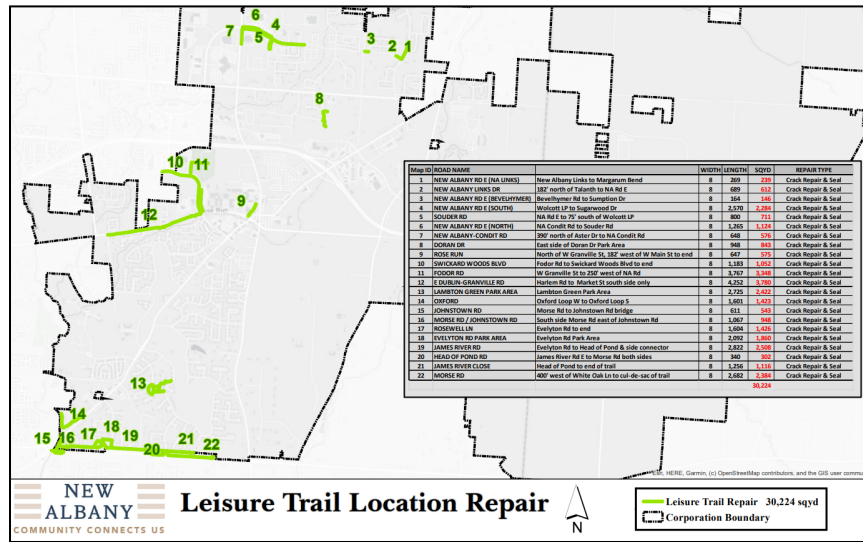 6
7
4
5
3
2
1
8
10
11
12
9
13
14
15
16
17
18
19
20
21
22
Map ID ROAD NAME WIDTH LENGTH SQYD REPAIR TYPE
1 NEW ALBANY RD E (NA LINKS) New Albany Links to Margarum Bend 8 269 239 Crack Repair & Seal
2 NEW ALBANY LINKS DR 182' north of Talanth to NA Rd E 8 689 612 Crack Repair & Seal
3 NEW ALBANY RD E (BEVELHYMER) Bevelhymer Rd to Sumption Dr 8 164 146 Crack Repair & Seal
4 NEW ALBANY RD E (SOUTH) Wolcott LP to Sugarwood Dr 8 2,570 2,284 Crack Repair & Seal
5 SOUDER RD NA Rd E to 75' south of Wolcott LP 8 800 711 Crack Repair & Seal
6 NEW ALBANY RD E (NORTH) NA Condit Rd to Souder Rd 8 1,265 1,124 Crack Repair & Seal
7 NEW ALBANY-CONDIT RD 390' north of Aster Dr to NA Condit Rd 8 648 576 Crack Repair & Seal
8 DORAN DR East side of Doran Dr Park Area 8 948 843 Crack Repair & Seal
9 ROSE RUN North of W Granville St, 182' west of W Main St to end 8 647 575 Crack Repair & Seal
10 SWICKARD WOODS BLVD Fodor Rd to Swickard Woods Blvd to end 8 1,183 1,052 Crack Repair & Seal
11 FODOR RD W Granville St to 250' west of NA Rd 8 3,767 3,348 Crack Repair & Seal
12 E DUBLIN-GRANVILLE RD Harlem Rd to Market St south side only 8 4,252 3,780 Crack Repair & Seal
13 LAMBTON GREEN PARK AREA Lambton Green Park Area 8 2,725 2,422 Crack Repair & Seal
14 OXFORD Oxford Loop W to Oxford Loop S 8 1,601 1,423 Crack Repair & Seal
15 JOHNSTOWN RD Morse Rd to Johnstown Rd bridge 8 611 543 Crack Repair & Seal
16 MORSE RD / JOHNSTOWN RD South side Morse Rd east of Johnstown Rd 8 1,067 948 Crack Repair & Seal
17 ROSEWELL LN Evelyton Rd to end 8 1,604 1,426 Crack Repair & Seal
18 EVELYTON RD PARK AREA Evelyton Rd Park Area 8 2,092 1,860 Crack Repair & Seal
19 JAMES RIVER RD Evelyton Rd to Head of Pond & side connector 8 2,822 2,508 Crack Repair & Seal
20 HEAD OF POND RD James River Rd E to Morse Rd both sides 8 340 302 Crack Repair & Seal
21 JAMES RIVER CLOSE Head of Pond to end of trail 8 1,256 1,116 Crack Repair & Seal
22 MORSE RD 400' west of White Oak Ln to cul-de-sac of trail 8 2,682 2,384 Crack Repair & Seal
30,224
HERE, Garmin, (c) OpenStreetMap contributors, and the GIS user
NEW
ALBANY
COMMUNITY CONNECTS US
Leisure Trail Location Repair
N
Leisure Trail Repair 30,224 sqyd
Corporation Boundary